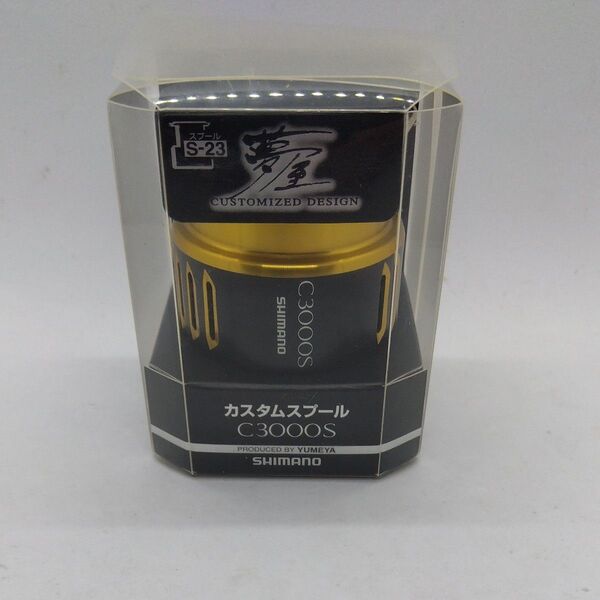 スプール
S-23
夢屋
CUSTOMIZED DESIGN
C3000S
SHIMANO
カスタムスプール
C3000S
PRODUCED BY YUMEYA
SHIMANO